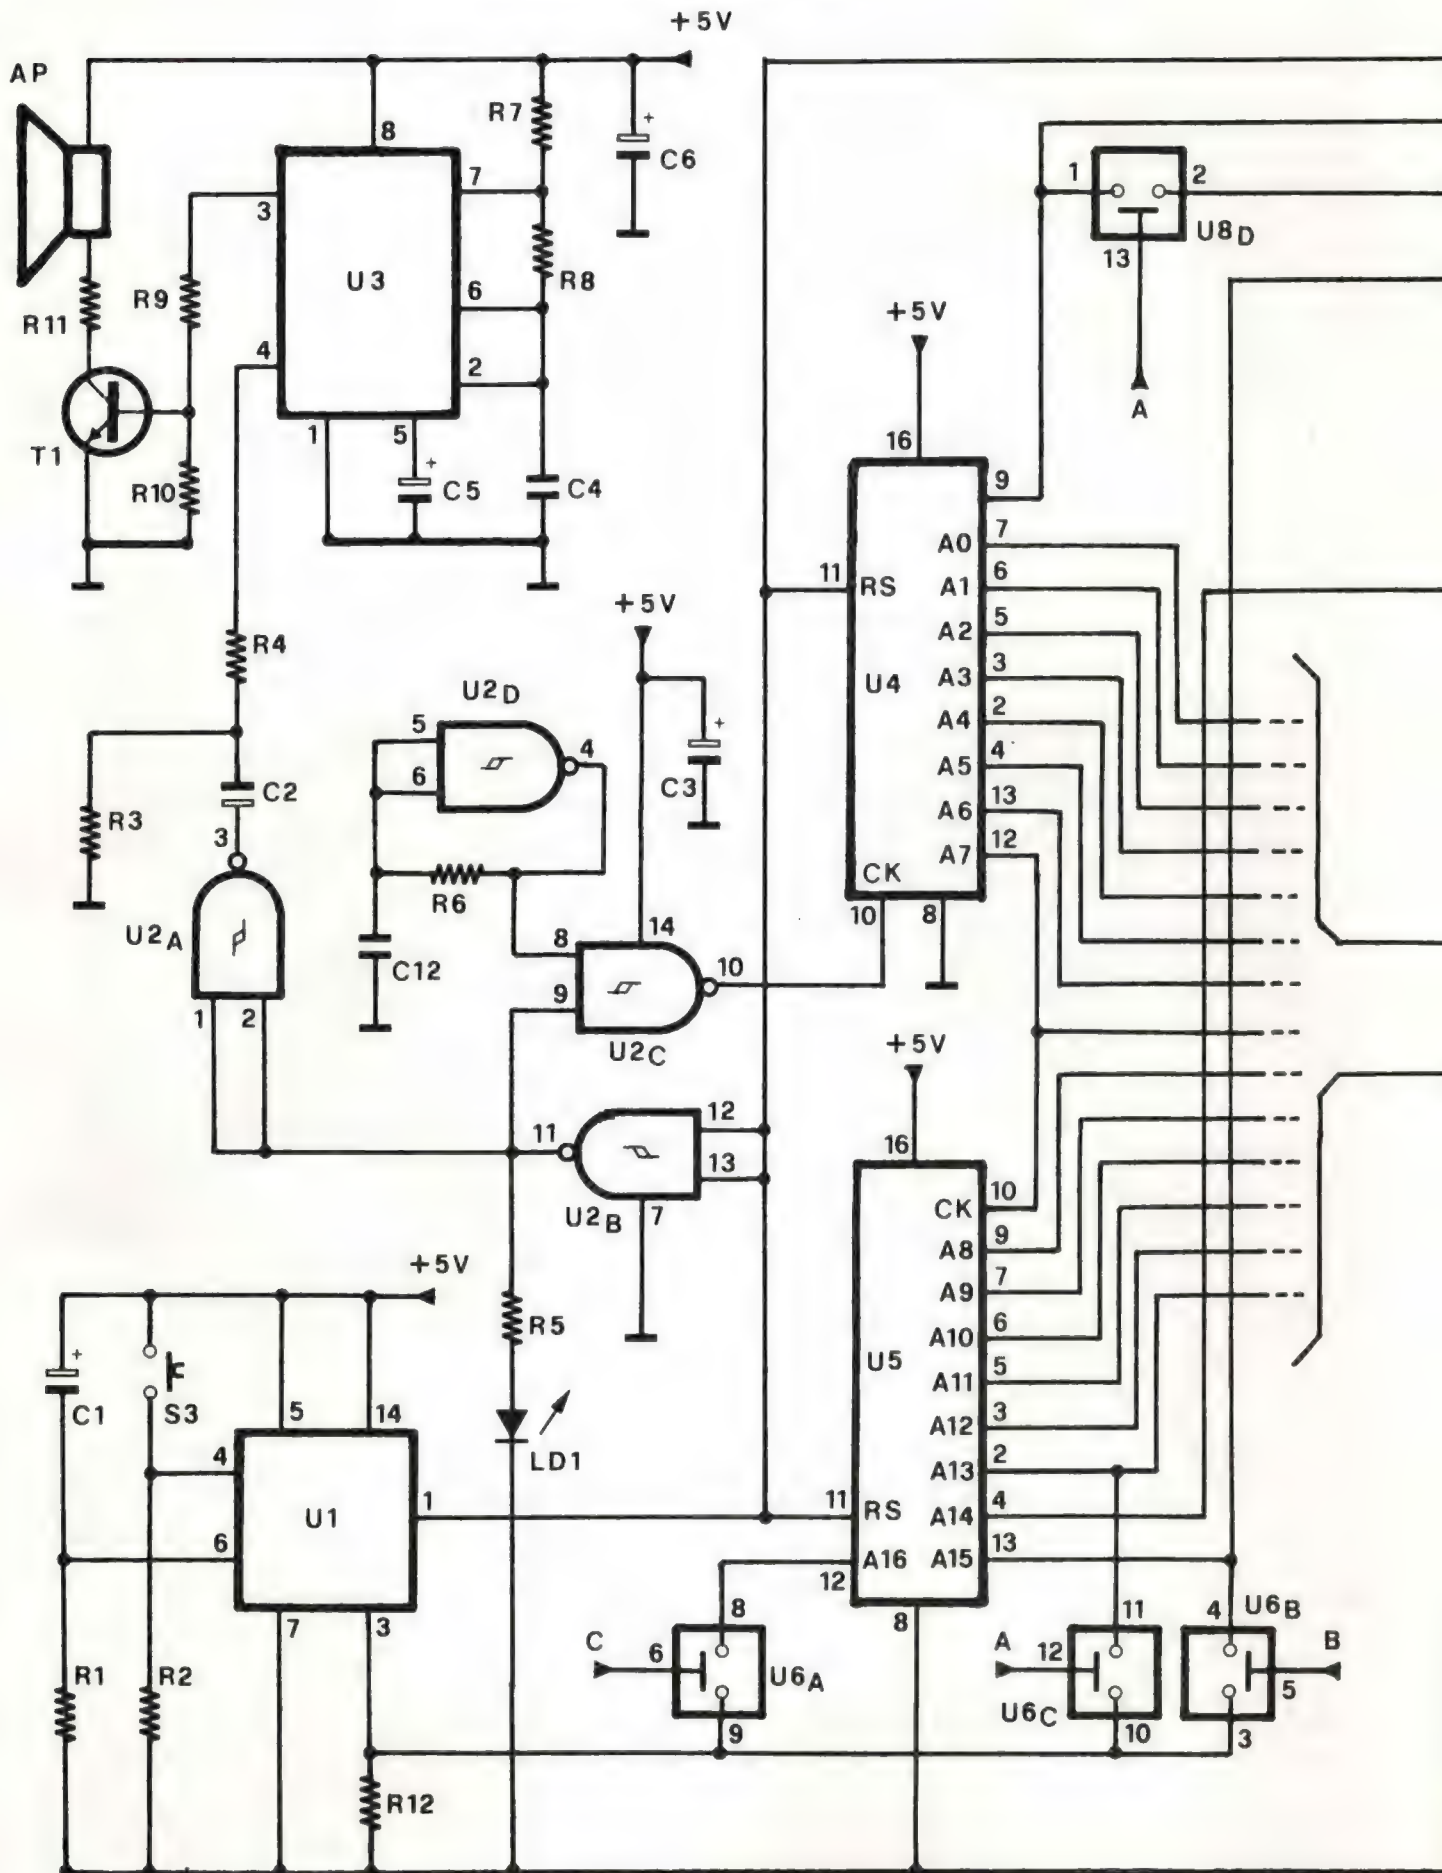 +5V
AP
R7
8
+
C6
7
1
2
3
U8D
U3
R8
13
R9
6
R11
+5V
4
2
A
16
1
5
T1
+
R10
C5
C4
9
A0
7
11
RS
A1
6
+5V
A2
5
R4
A3
3
U4
U2D
A4
2
5
4
+
A5
4
6
C2
C3
A6
13
R3
3
A7
12
CK
R6
10
8
U2A
14
8
10
C12
9
1
2
U2C
+5V
12
11
16
13
CK
10
U2B
7
A8
9
+5V
A9
7
R5
A10
6
+
U5
A11
5
C1
S3
5
14
A12
3
LD1
4
A13
2
1
11
RS
A14
4
U1
6
A16
A15
13
12
8
11
4
U6B
7
3
8
C
6
A
12
B
R1
R2
U6A
5
U6C
9
10
3
R12